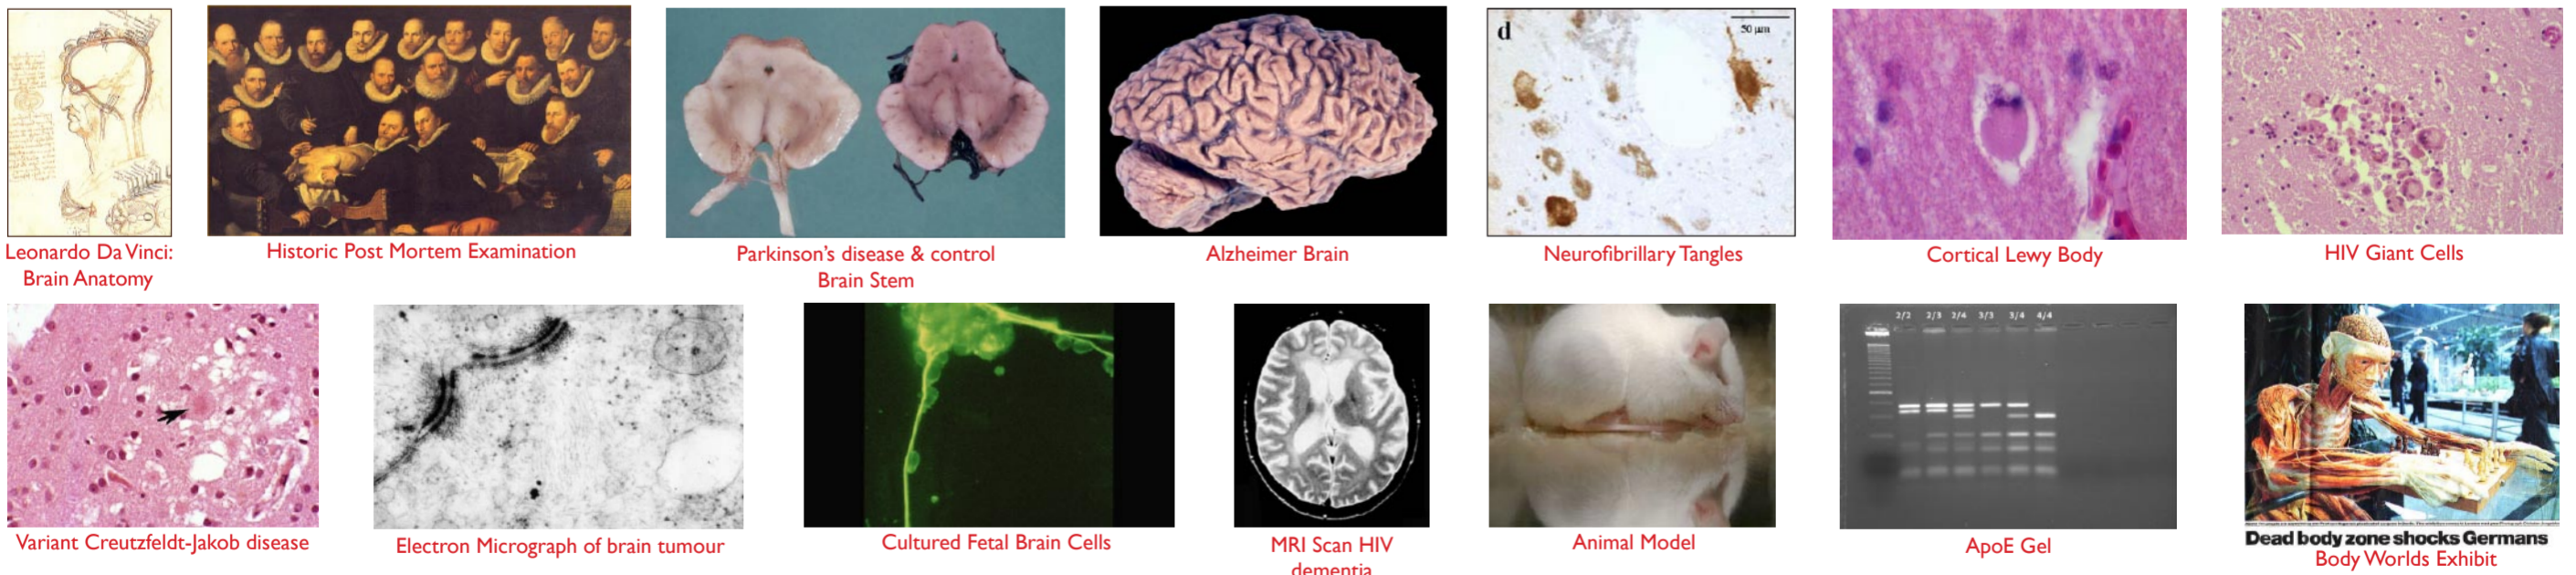 d
50 µm
Leonardo Da Vinci:
Brain Anatomy
Historic Post Mortem Examination
Parkinson's disease & control
Brain Stem
Alzheimer Brain
Neurofibrillary Tangles
Cortical Lewy Body
HIV Giant Cells
2/2 2/3 2/4 3/3 3/4 4/4
Variant Creutzfeldt-Jakob disease
Electron Micrograph of brain tumour
Cultured Fetal Brain Cells
MRI Scan HIV
dementia
Animal Model
ApoE Gel
Dead body zone shocks Germans
Body Worlds Exhibit